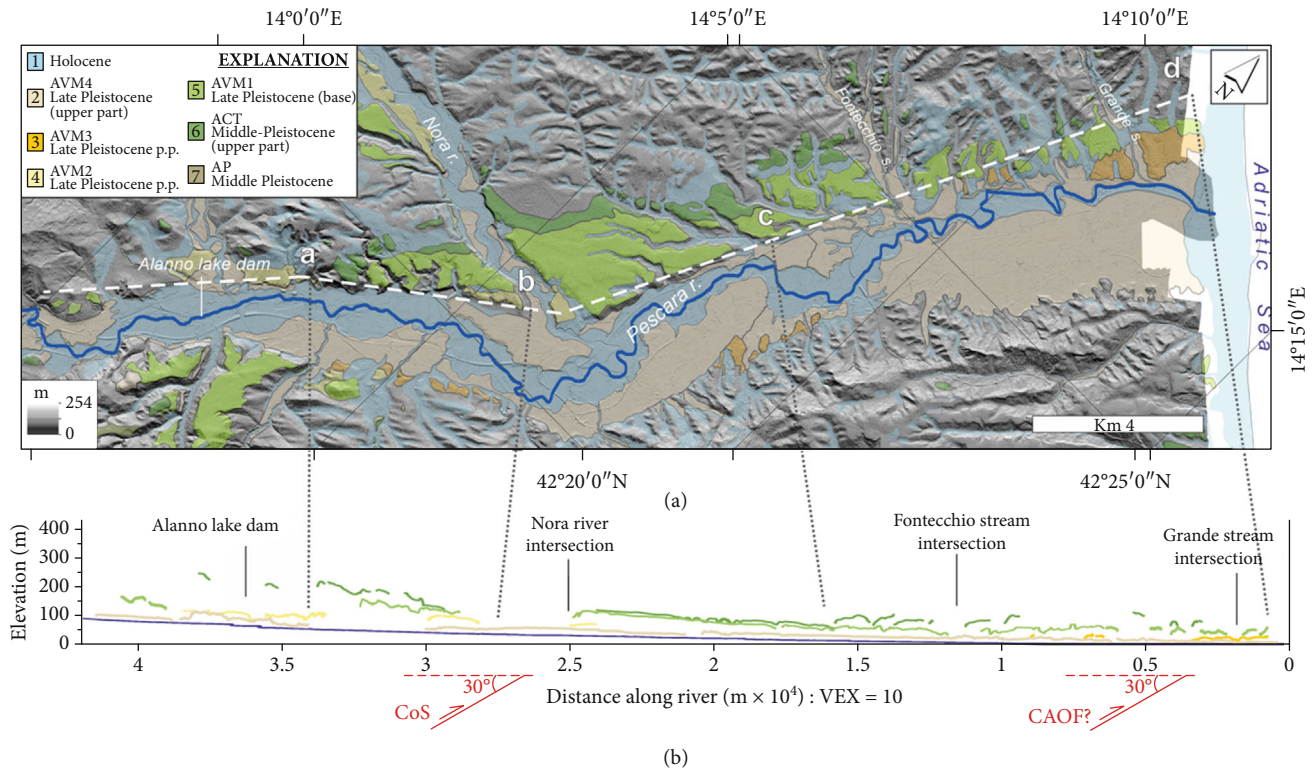 14°0′0″E
14°5′0″E
14°10′0″E
EXPLANATION
1 Holocene
2 AVM4
Late Pleistocene
(upper part)
3 AVM3
Late Pleistocene p.p.
4 AVM2
Late Pleistocene p.p.
5 AVM1
Late Pleistocene (base)
6 ACT
Middle-Pleistocene
(upper part)
7 AP
Middle Pleistocene
Nora r.
Fontecchio s.
Grande s.
d
N
c
a
Alanno lake dam
b
Pescara r.
Adriatic Sea
14°15′0″E
m
254
0
Km 4
42°20′0″N
42°25′0″N
(a)
Elevation (m)
400
300
200
100
0
Alanno lake dam
Nora river
intersection
Fontecchio stream
intersection
Grande stream
intersection
4 3.5 3 2.5 2 1.5 1 0.5 0
Distance along river (m × 10⁴) : VEX = 10
30°
CoS
30°
CAOF?
(b)